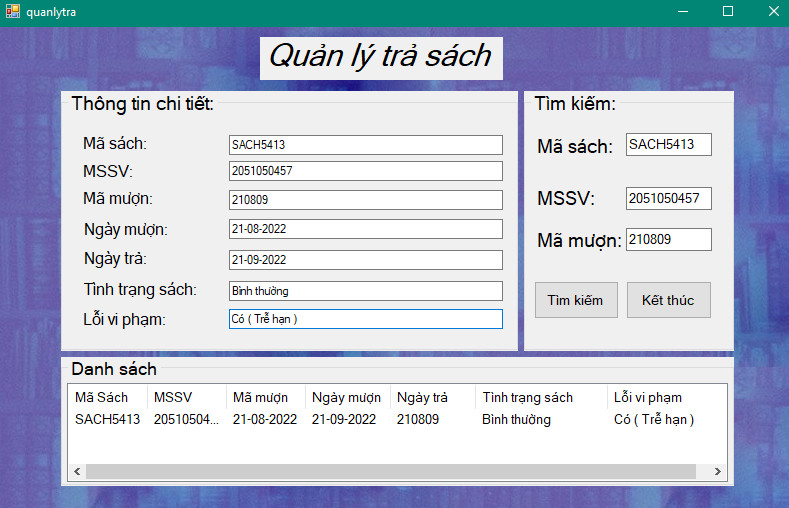 quanlytra
Quản lý trả sách
Thông tin chi tiết:
Mã sách: SACH5413
MSSV: 2051050457
Mã mượn: 210809
Ngày mượn: 21-08-2022
Ngày trả: 21-09-2022
Tình trạng sách: Bình thường
Lỗi vi phạm: Có ( Trễ hạn )
Tìm kiếm:
Mã sách: SACH5413
MSSV: 2051050457
Mã mượn: 210809
Tìm kiếm Kết thúc
Danh sách
Mã Sách MSSV Mã mượn Ngày mượn Ngày trả Tình trạng sách Lỗi vi phạm
SACH5413 20510504... 21-08-2022 21-09-2022 210809 Bình thường Có ( Trễ hạn )